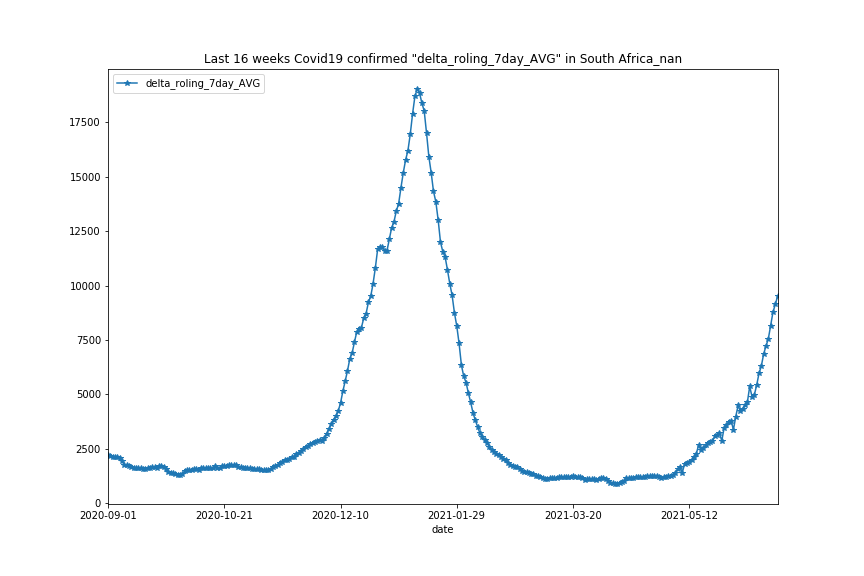 Last 16 weeks Covid19 confirmed "delta_roling_7day_AVG" in South Africa_nan
delta_roling_7day_AVG
17500
15000
12500
10000
7500
5000
2500
0
2020-09-01 2020-10-21 2020-12-10 2021-01-29 2021-03-20 2021-05-12
date